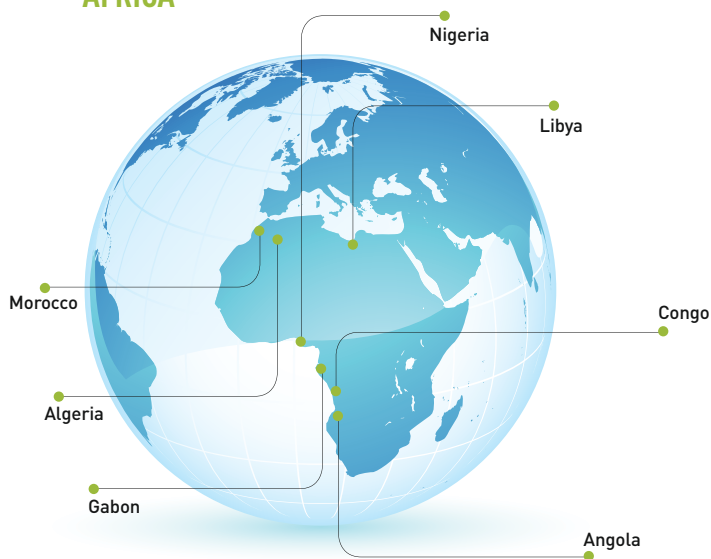 AFRICA
Nigeria
Libya
Morocco
Congo
Algeria
Gabon
Angola